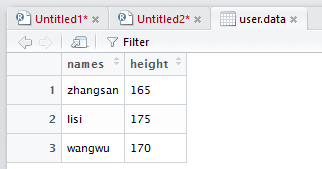 Untitled1* Untitled2* user.data
Filter
names height
1 zhangsan 165
2 lisi 175
3 wangwu 170